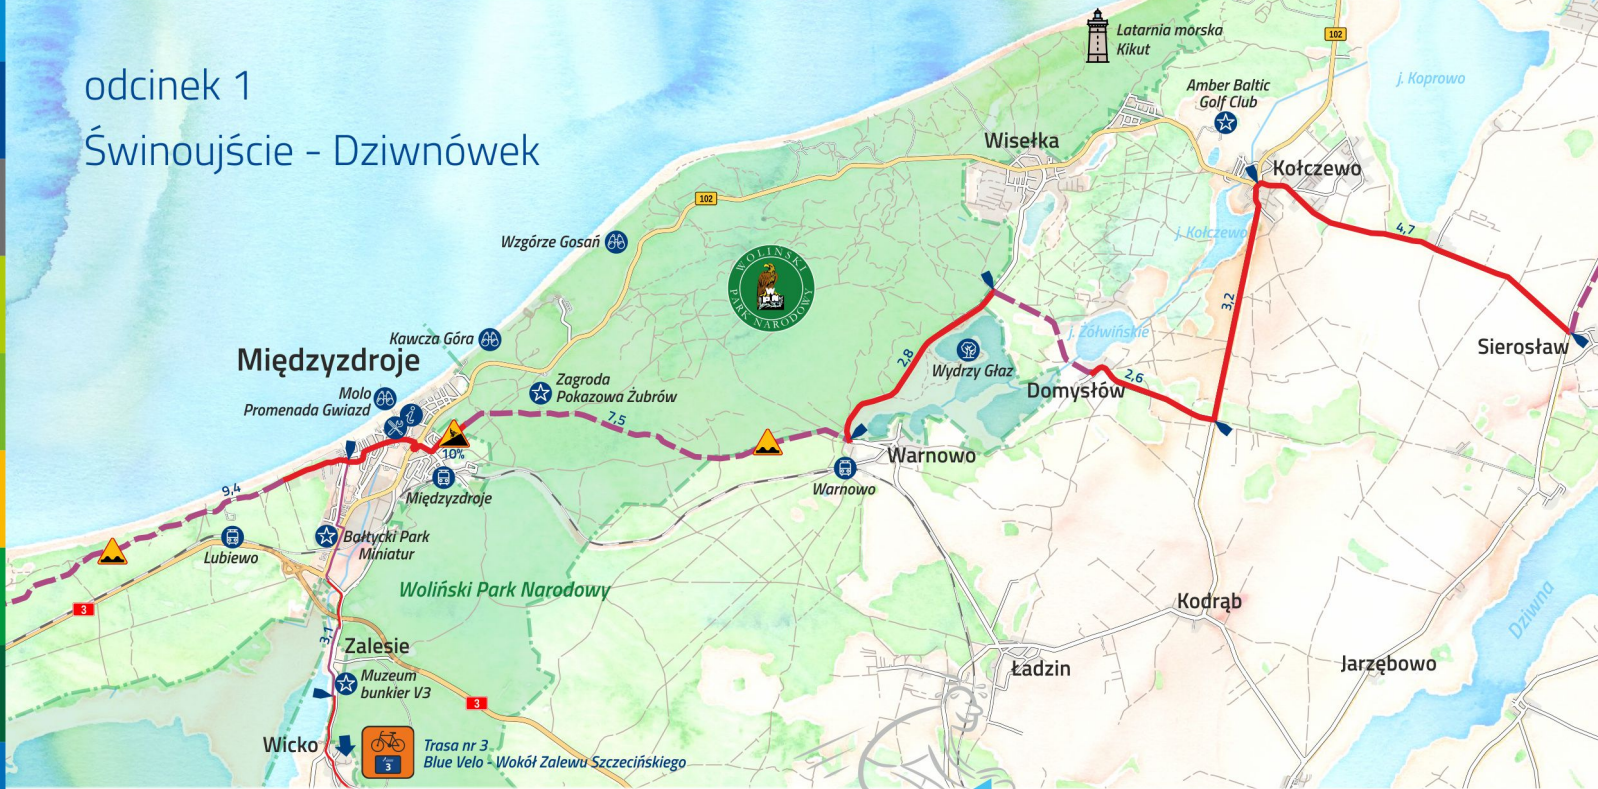 odcinek 1
Świnoujście - Dziwnówek
Latarnia morska
Kikut
102
j. Koprowo
Amber Baltic
Golf Club
Wisełka
Kołczewo
102
j. Kołczewo
4,7
Wzgórze Gosań
WOLIŃSKI
PARK NARODOWY
3,2
j. Żółwińskie
Sierosław
Kawcza Góra
Międzyzdroje
2,8
Wydrzy Głaz
Domysłów
2,6
Zagroda
Pokazowa Żubrów
Molo
Promenada Gwiazd
i
7,5
10%
Warnowo
Międzyzdroje
Warnowo
9,4
Lubiewo
Bałtycki Park
Miniatur
Woliński Park Narodowy
3
Kodrąb
Dziwna
3,1
Zalesie
Ładzin
Jarzębowo
Muzeum
bunkier V3
3
Wicko
3
Trasa nr 3
Blue Velo - Wokół Zalewu Szczecińskiego